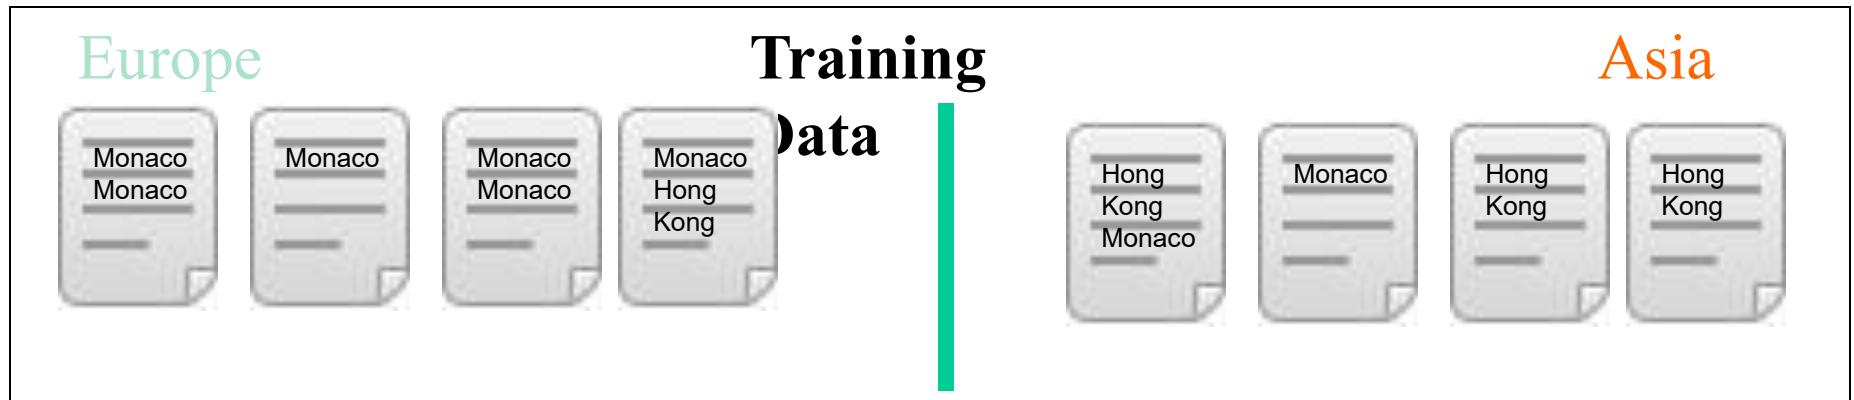 Europe
Training
Data
Asia
Monaco
Monaco
Monaco
Monaco
Monaco
Monaco
Hong
Kong
Hong
Kong
Monaco
Monaco
Hong
Kong
Hong
Kong